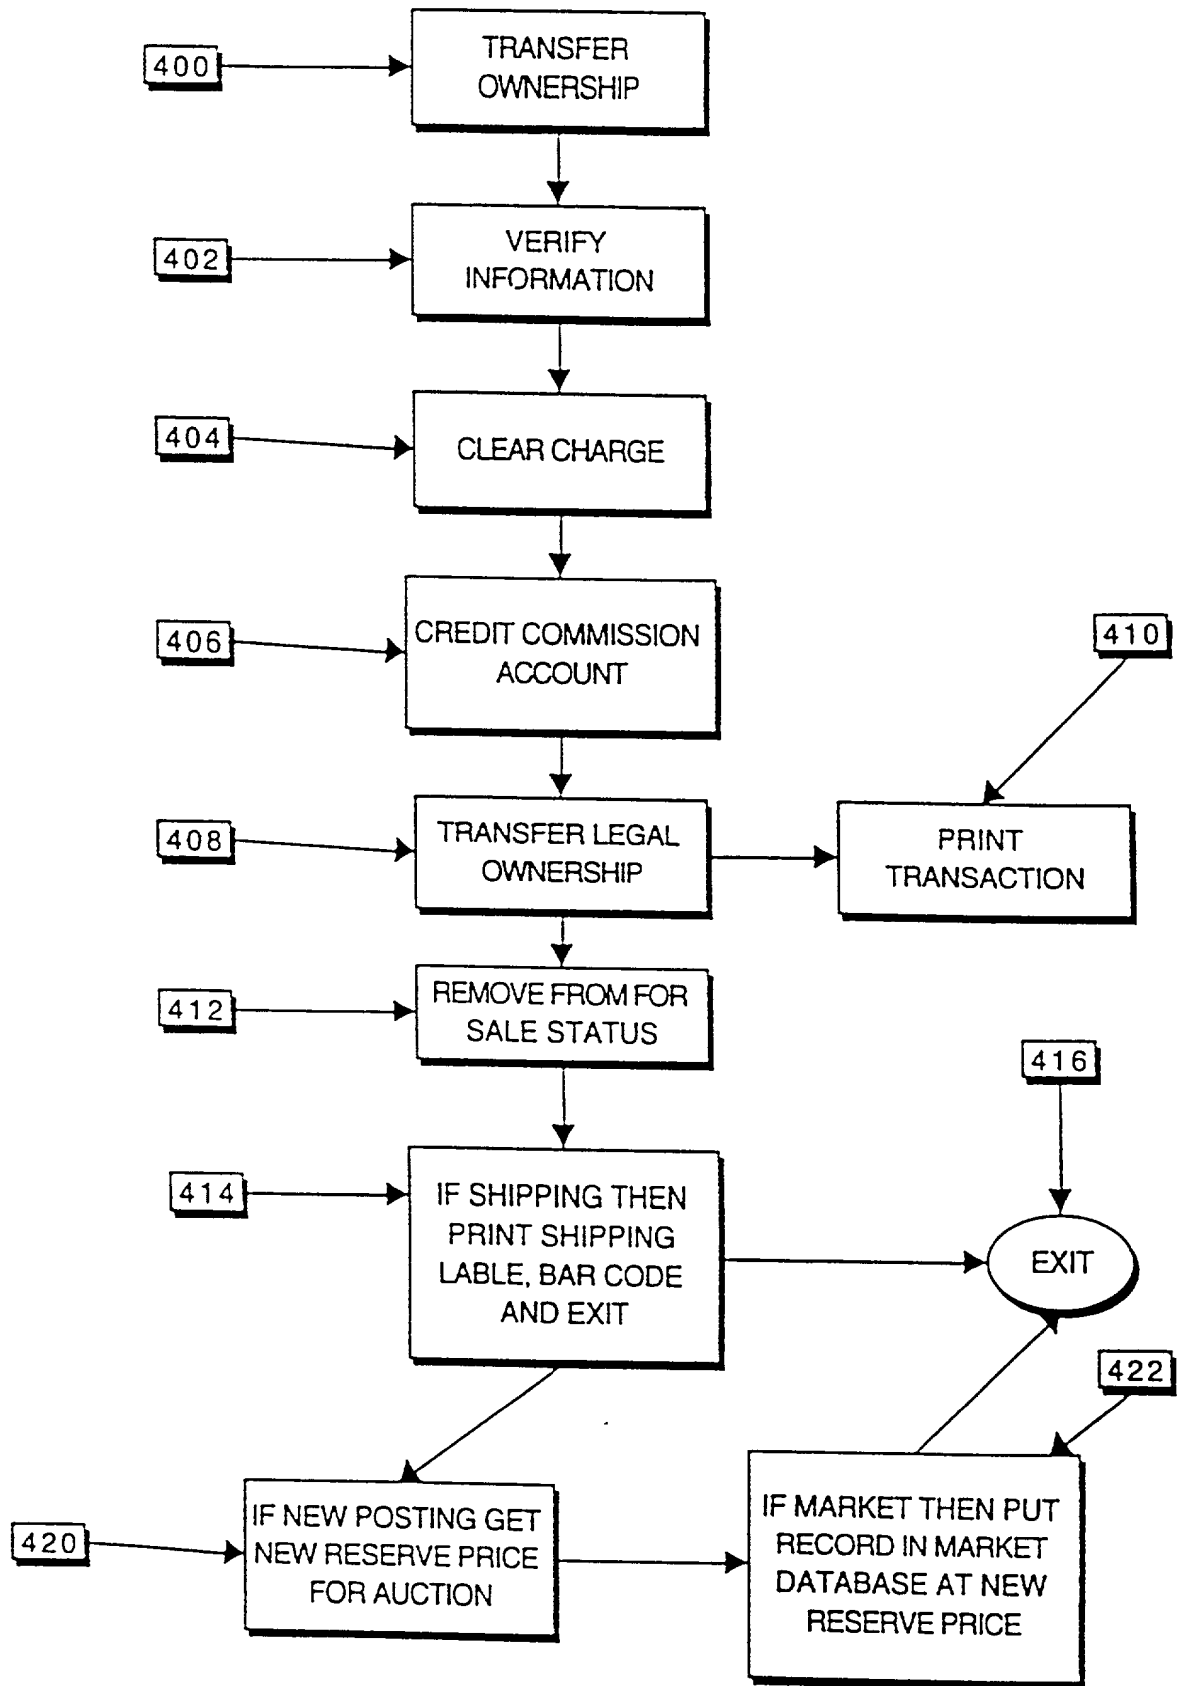 400
TRANSFER
OWNERSHIP
402
VERIFY
INFORMATION
404
CLEAR CHARGE
406
CREDIT COMMISSION
ACCOUNT
410
408
TRANSFER LEGAL
OWNERSHIP
PRINT
TRANSACTION
412
REMOVE FROM FOR
SALE STATUS
416
414
IF SHIPPING THEN
PRINT SHIPPING
LABLE, BAR CODE
AND EXIT
EXIT
422
420
IF NEW POSTING GET
NEW RESERVE PRICE
FOR AUCTION
IF MARKET THEN PUT
RECORD IN MARKET
DATABASE AT NEW
RESERVE PRICE